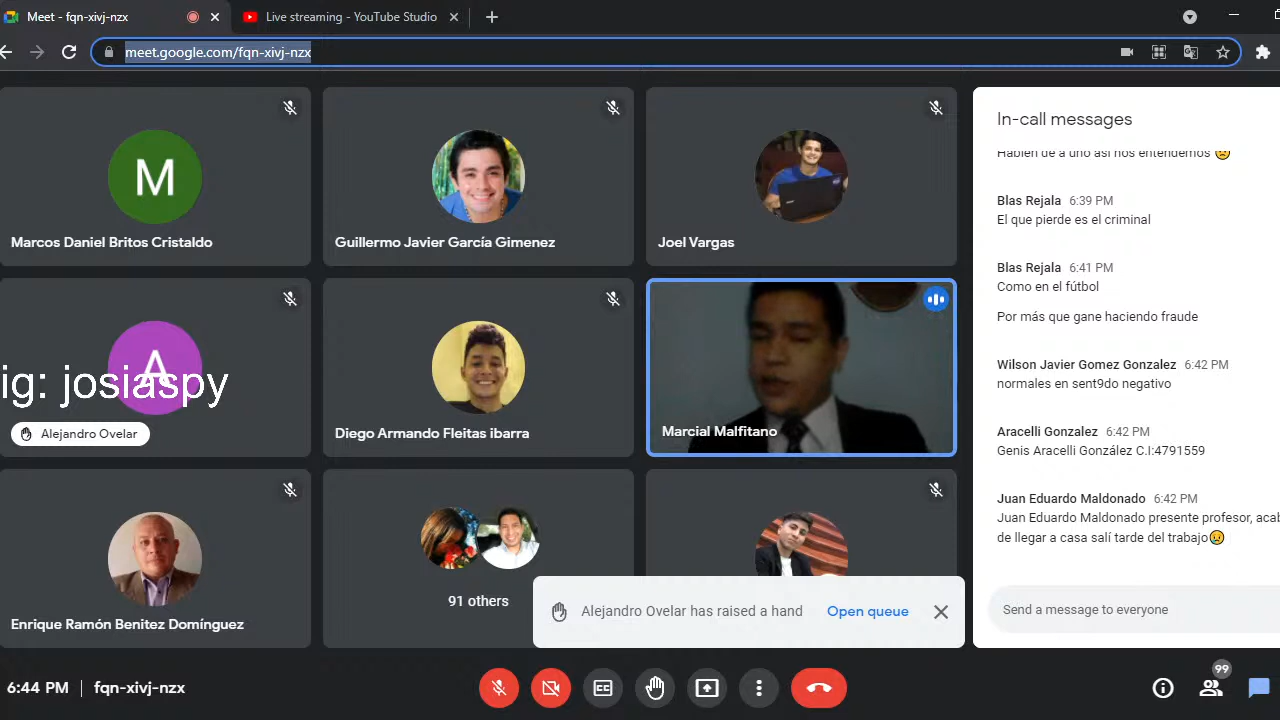 Meet - fqn-xivj-nzx
Live streaming - YouTube Studio
meet.google.com/fqn-xivj-nzx
M
Marcos Daniel Britos Cristaldo
Guillermo Javier García Gimenez
Joel Vargas
A
ig: josiaspy
Alejandro Ovelar
Diego Armando Fleitas ibarra
Marcial Malfitano
Enrique Ramón Benitez Domínguez
91 others
Alejandro Ovelar has raised a hand
Open queue
In-call messages
Hablen de a uno así nos entendemos 😢
Blas Rejala 6:39 PM
El que pierde es el criminal
Blas Rejala 6:41 PM
Como en el fútbol
Por más que gane haciendo fraude
Wilson Javier Gomez Gonzalez 6:42 PM
normales en sent9do negativo
Aracelli Gonzalez 6:42 PM
Genis Aracelli González C.I:4791559
Juan Eduardo Maldonado 6:42 PM
Juan Eduardo Maldonado presente profesor, acab
de llegar a casa salí tarde del trabajo😥
Send a message to everyone
6:44 PM | fqn-xivj-nzx
CC
99